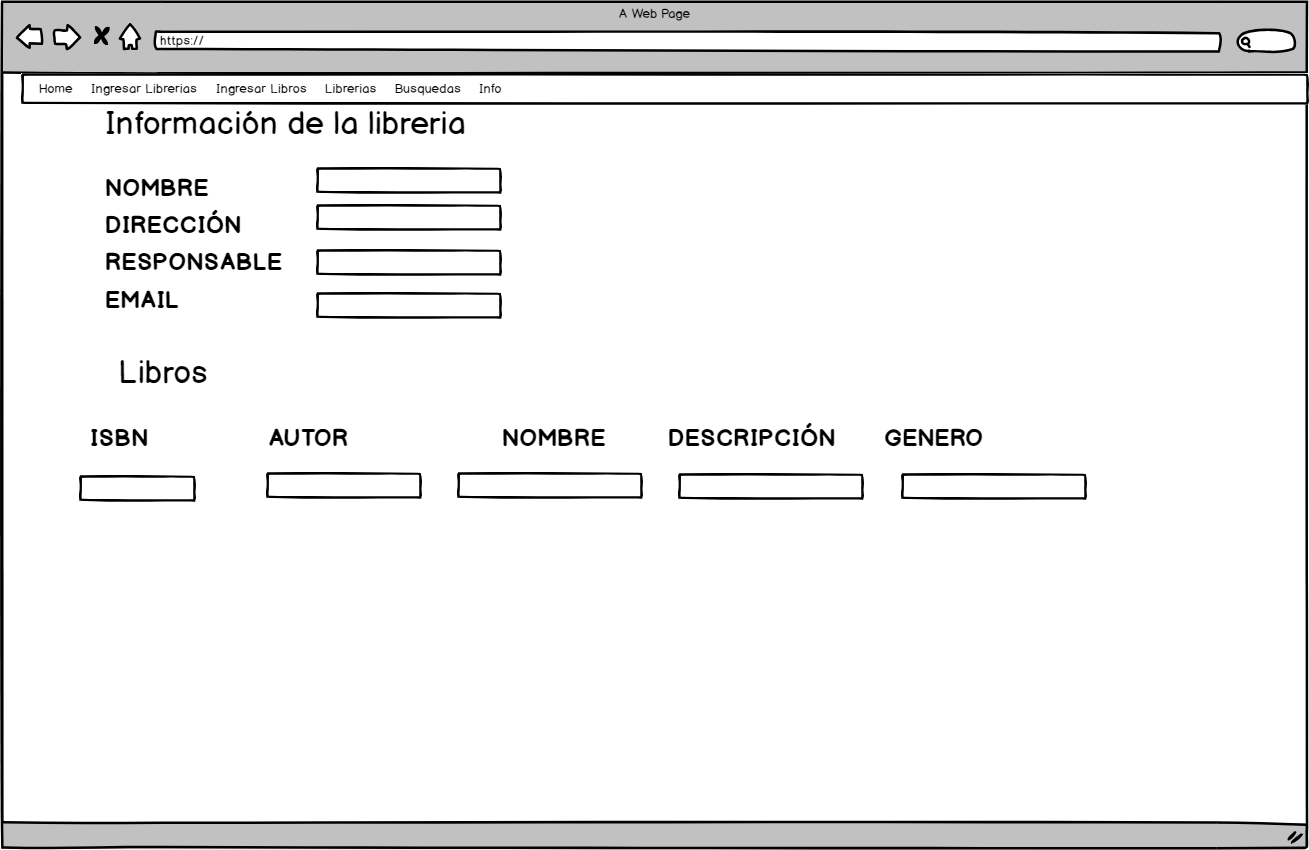 A Web Page
https://
Home Ingresar Librerias Ingresar Libros Librerias Busquedas Info
Información de la libreria
NOMBRE
DIRECCIÓN
RESPONSABLE
EMAIL
Libros
ISBN AUTOR NOMBRE DESCRIPCIÓN GENERO